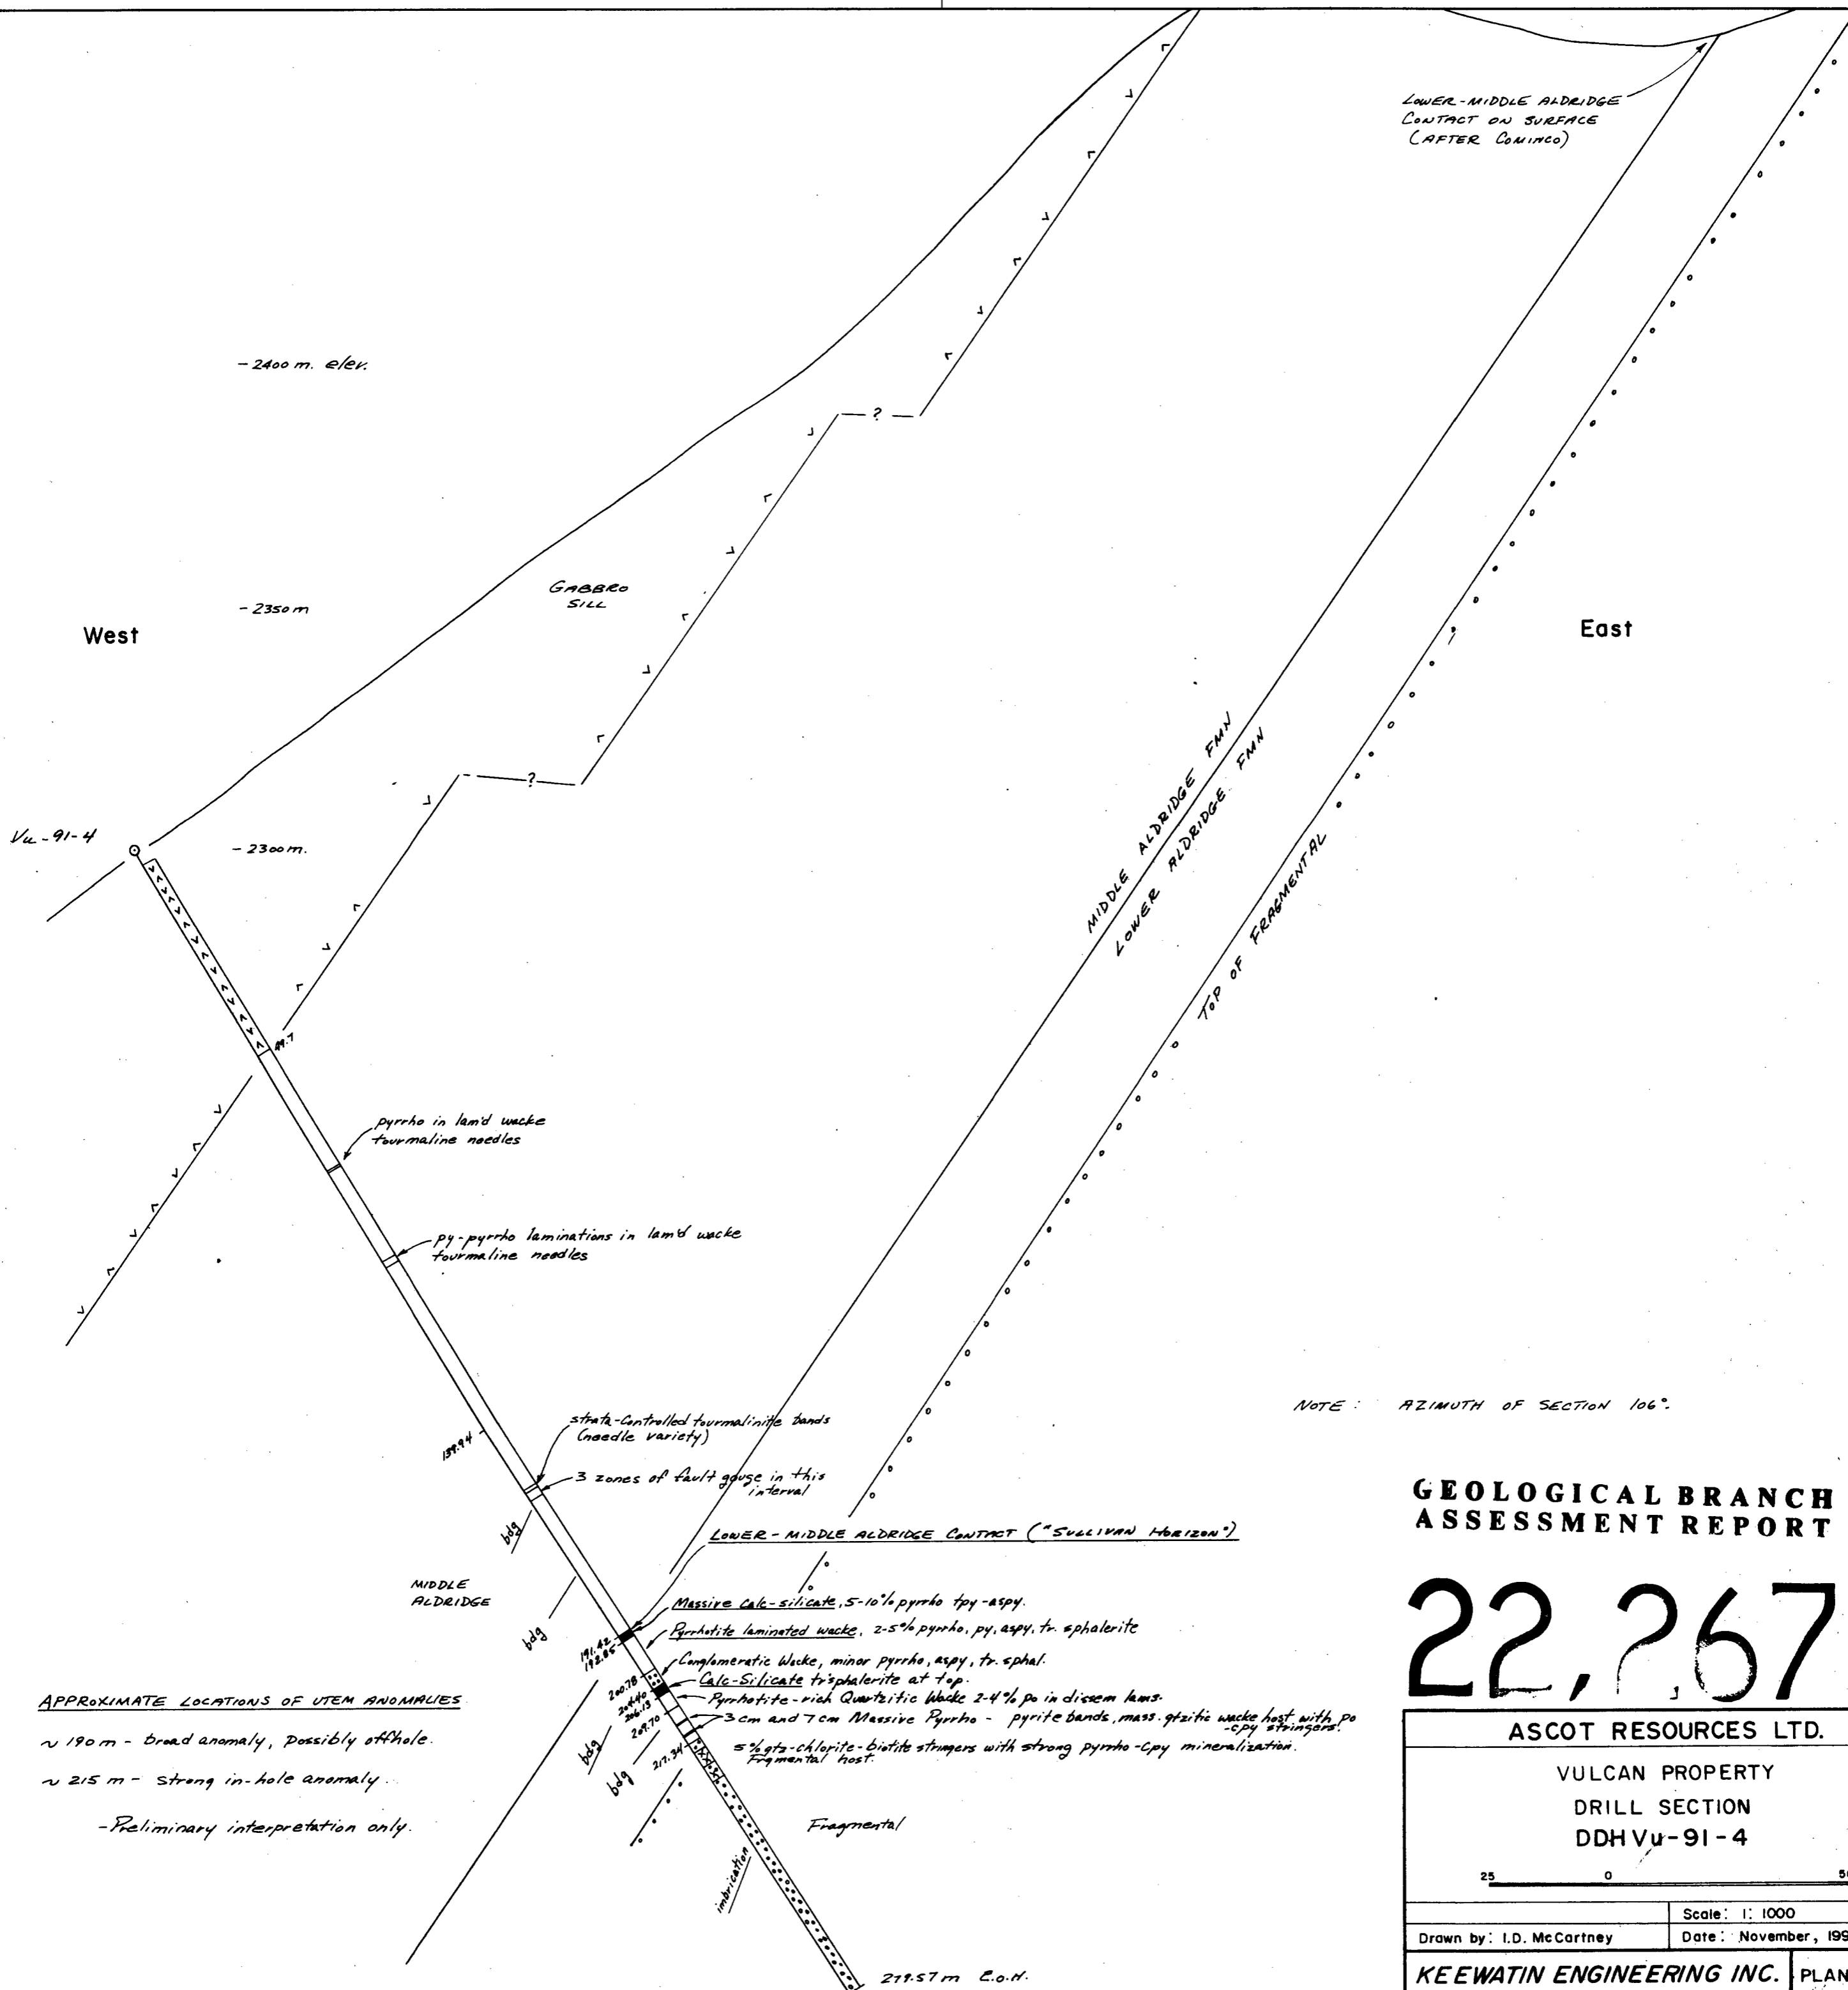 LOWER-MIDDLE ALDRIDGE
CONTACT ON SURFACE
(AFTER COMINCO)
- 2400 m. elev.
- ? -
GABBRO
SILL
- 2350 m
West
East
MIDDLE ALDRIDGE FMN
LOWER ALDRIDGE FMN
TOP OF FRAGMENTAL
- ? -
Vu-91-4
- 2300 m.
49.7
pyrrho in lam'd wacke
tourmaline needles
py-pyrrho laminations in lam'd wacke
tourmaline needles
NOTE: AZIMUTH OF SECTION 106°.
strata-controlled tourmalinite bands
(needle variety)
3 zones of fault gouge in this
interval
bdg
LOWER-MIDDLE ALDRIDGE CONTACT ("SULLIVAN HORIZON")
MIDDLE
ALDRIDGE
bdg
Massive Calc-silicate, 5-10% pyrrho tpy-aspy.
191.42
192.85
Pyrrhotite laminated wacke, 2-5% pyrrho, py, aspy, tr. sphalerite
Conglomeratic Wacke, minor pyrrho, aspy, tr. sphal.
200.78
Calc-Silicate tr sphalerite at top.
Pyrrhotite-rich Quartzitic Wacke 2-4% po in dissem lams.
209.70
3 cm and 7 cm Massive Pyrrho - pyrite bands, mass. qtzitic wacke host with po
-cpy stringers.
217.34
5% qtz-chlorite-biotite stringers with strong pyrrho-cpy mineralization.
Fragmental host.
bdg
bdg
Fragmental
imbrication
279.57 m E.O.H.
APPROXIMATE LOCATIONS OF UTEM ANOMALIES
~ 190 m - broad anomaly, possibly offhole.
~ 215 m - strong in-hole anomaly.
-Preliminary interpretation only.
GEOLOGICAL BRANCH
ASSESSMENT REPORT
ASCOT RESOURCES LTD.
VULCAN PROPERTY
DRILL SECTION
DDH Vu-91-4
25 0
Scale: 1: 1000
Drawn by: I.D. McCartney
Date: November, 199
KEEWATIN ENGINEERING INC.
PLAN